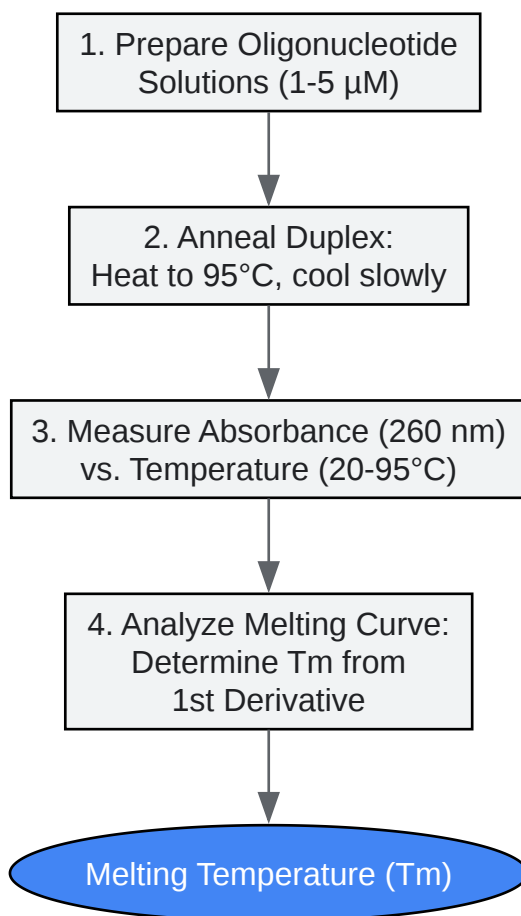 1. Prepare Oligonucleotide
Solutions (1-5 µM)
2. Anneal Duplex:
Heat to 95°C, cool slowly
3. Measure Absorbance (260 nm)
vs. Temperature (20-95°C)
4. Analyze Melting Curve:
Determine Tm from
1st Derivative
Melting Temperature (Tm)